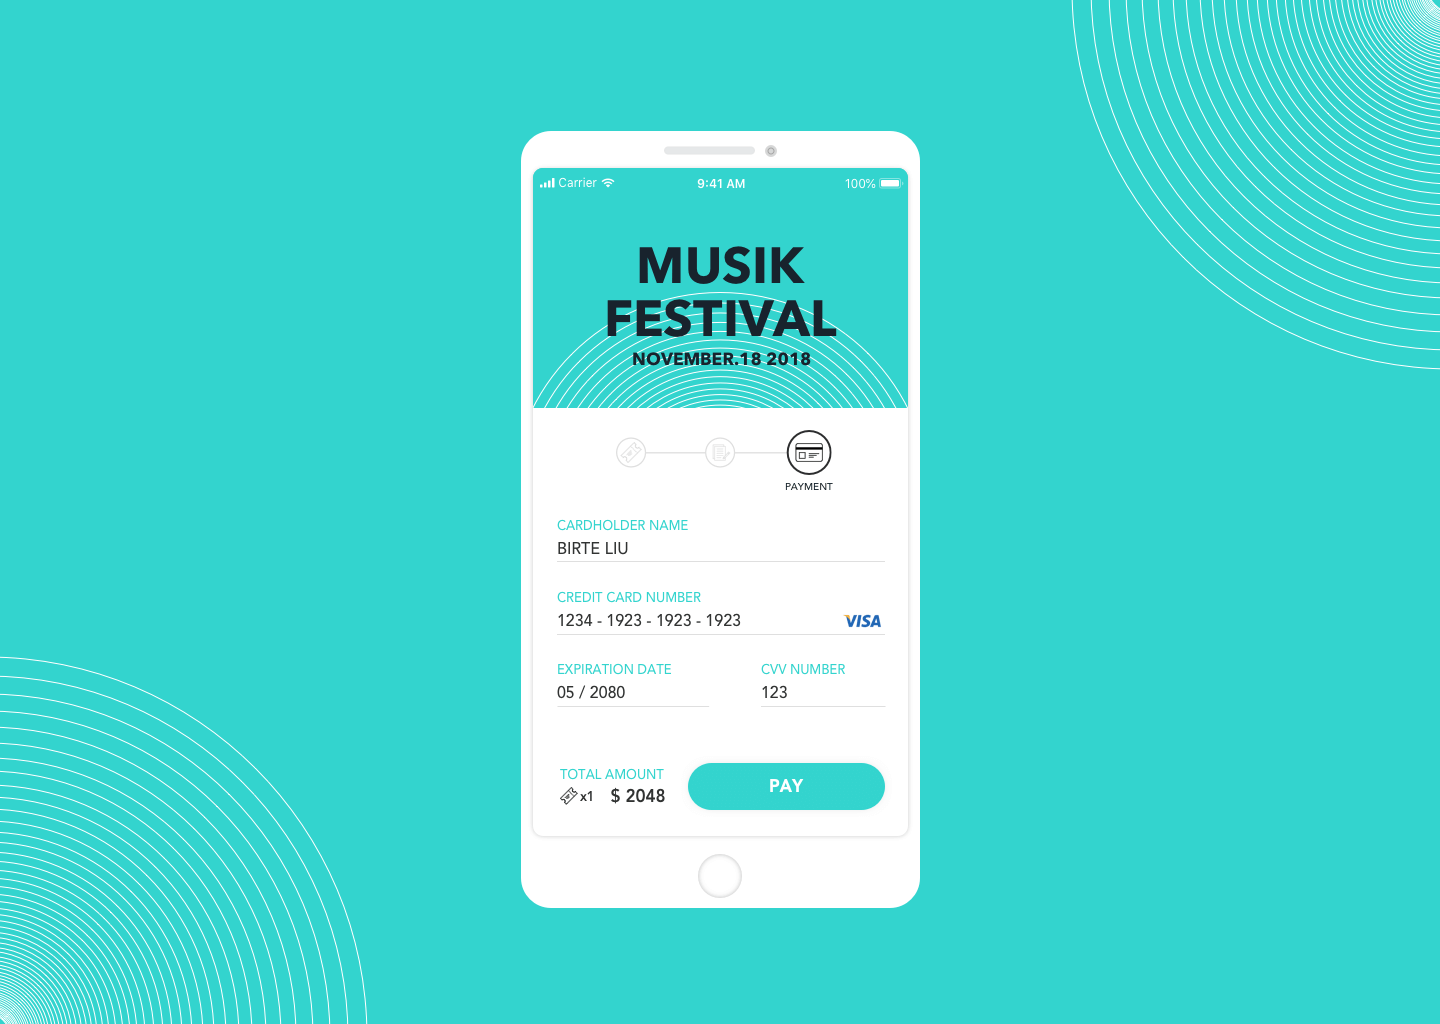 Carrier 9:41 AM 100%
MUSIK
FESTIVAL
NOVEMBER.18 2018
PAYMENT
CARDHOLDER NAME
BIRTE LIU
CREDIT CARD NUMBER
1234 - 1923 - 1923 - 1923 VISA
EXPIRATION DATE CVV NUMBER
05 / 2080 123
TOTAL AMOUNT
x1 $ 2048 PAY